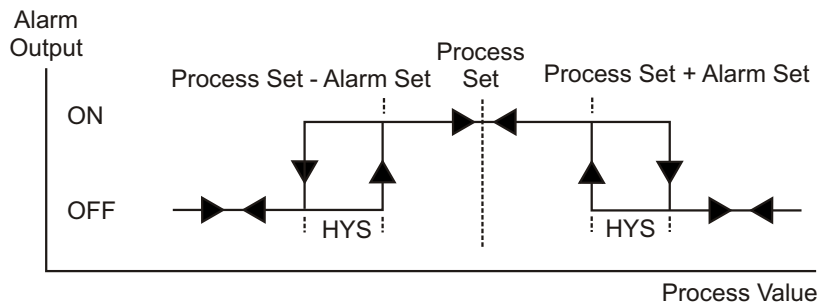 Alarm
Output
Process
Set
Process Set - Alarm Set
Process Set + Alarm Set
ON
OFF
HYS
HYS
Process Value